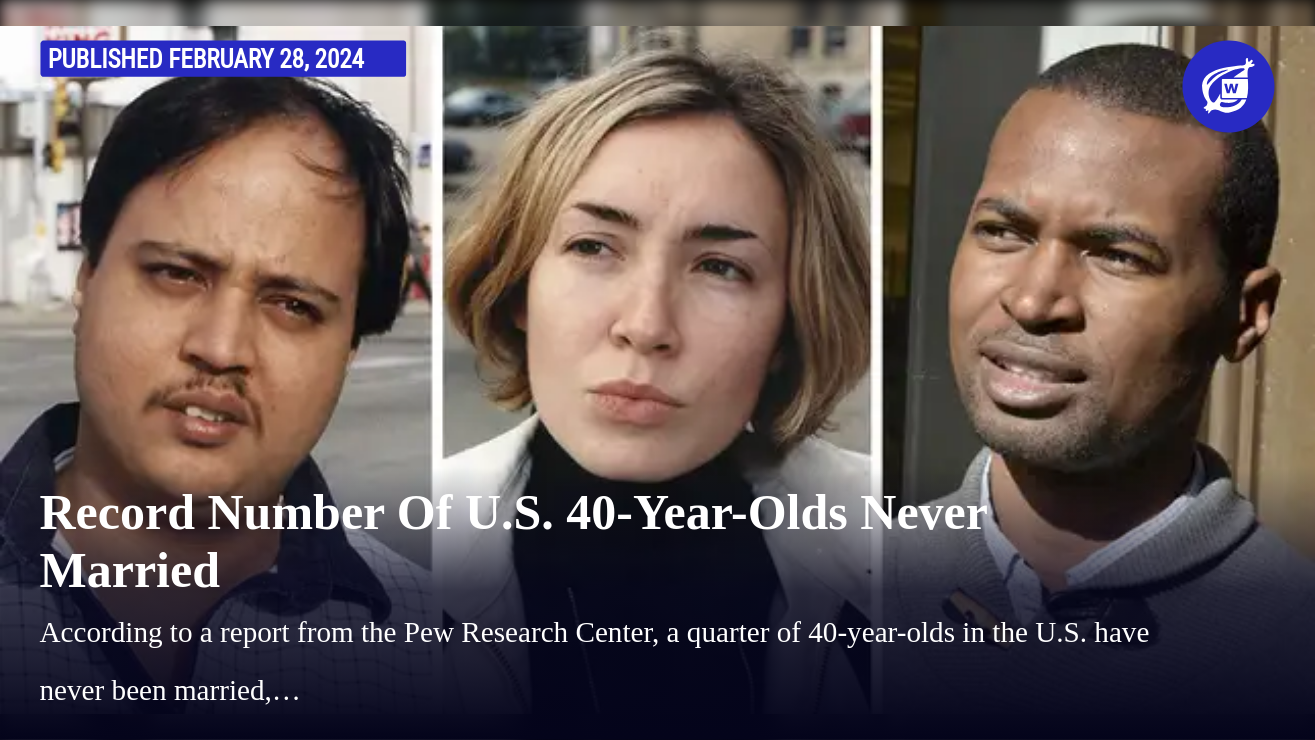 PUBLISHED FEBRUARY 28, 2024
W
Record Number Of U.S. 40-Year-Olds Never
Married
According to a report from the Pew Research Center, a quarter of 40-year-olds in the U.S. have
never been married,…